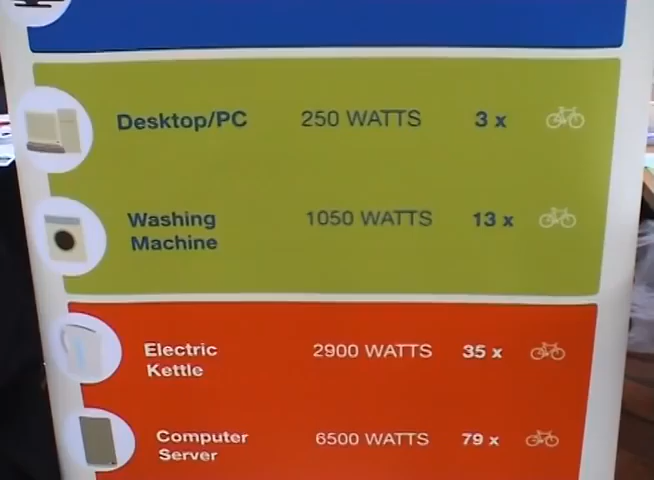 Desktop/PC 250 WATTS 3 x
Washing Machine 1050 WATTS 13 x
Electric Kettle 2900 WATTS 35 x
Computer Server 6500 WATTS 79 x